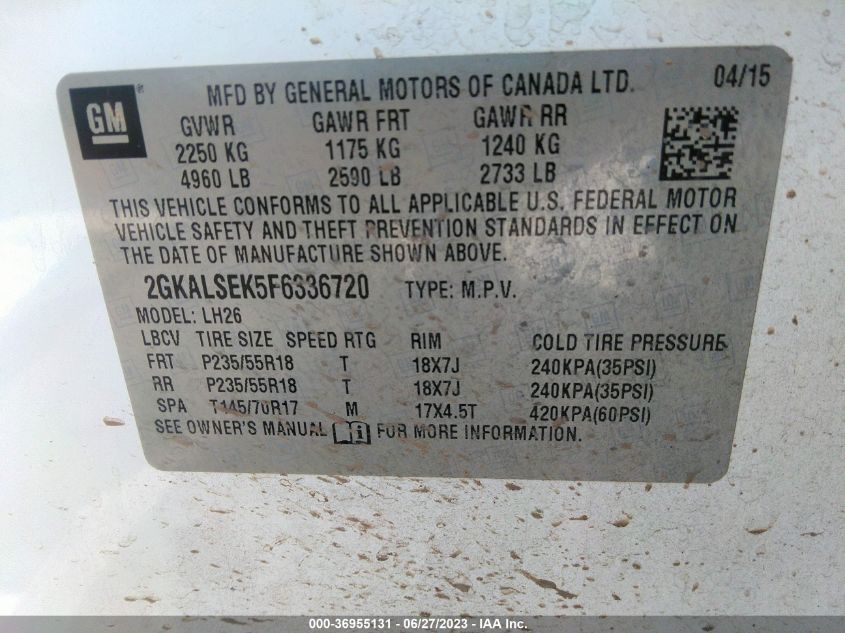 GM
®
MFD BY GENERAL MOTORS OF CANADA LTD. 04/15
GVWR GAWR FRT GAWR RR
2250 KG 1175 KG 1240 KG
4960 LB 2590 LB 2733 LB
THIS VEHICLE CONFORMS TO ALL APPLICABLE U.S. FEDERAL MOTOR
VEHICLE SAFETY AND THEFT PREVENTION STANDARDS IN EFFECT ON
THE DATE OF MANUFACTURE SHOWN ABOVE.
2GKALSEK5F6336720 TYPE: M.P.V.
MODEL: LH26
LBCV TIRE SIZE SPEED RTG RIM COLD TIRE PRESSURE
FRT P235/55R18 T 18X7J 240KPA(35PSI)
RR P235/55R18 T 18X7J 240KPA(35PSI)
SPA T145/70R17 M 17X4.5T 420KPA(60PSI)
SEE OWNER'S MANUAL FOR MORE INFORMATION.
000-36955131 - 06/27/2023 - IAA Inc.